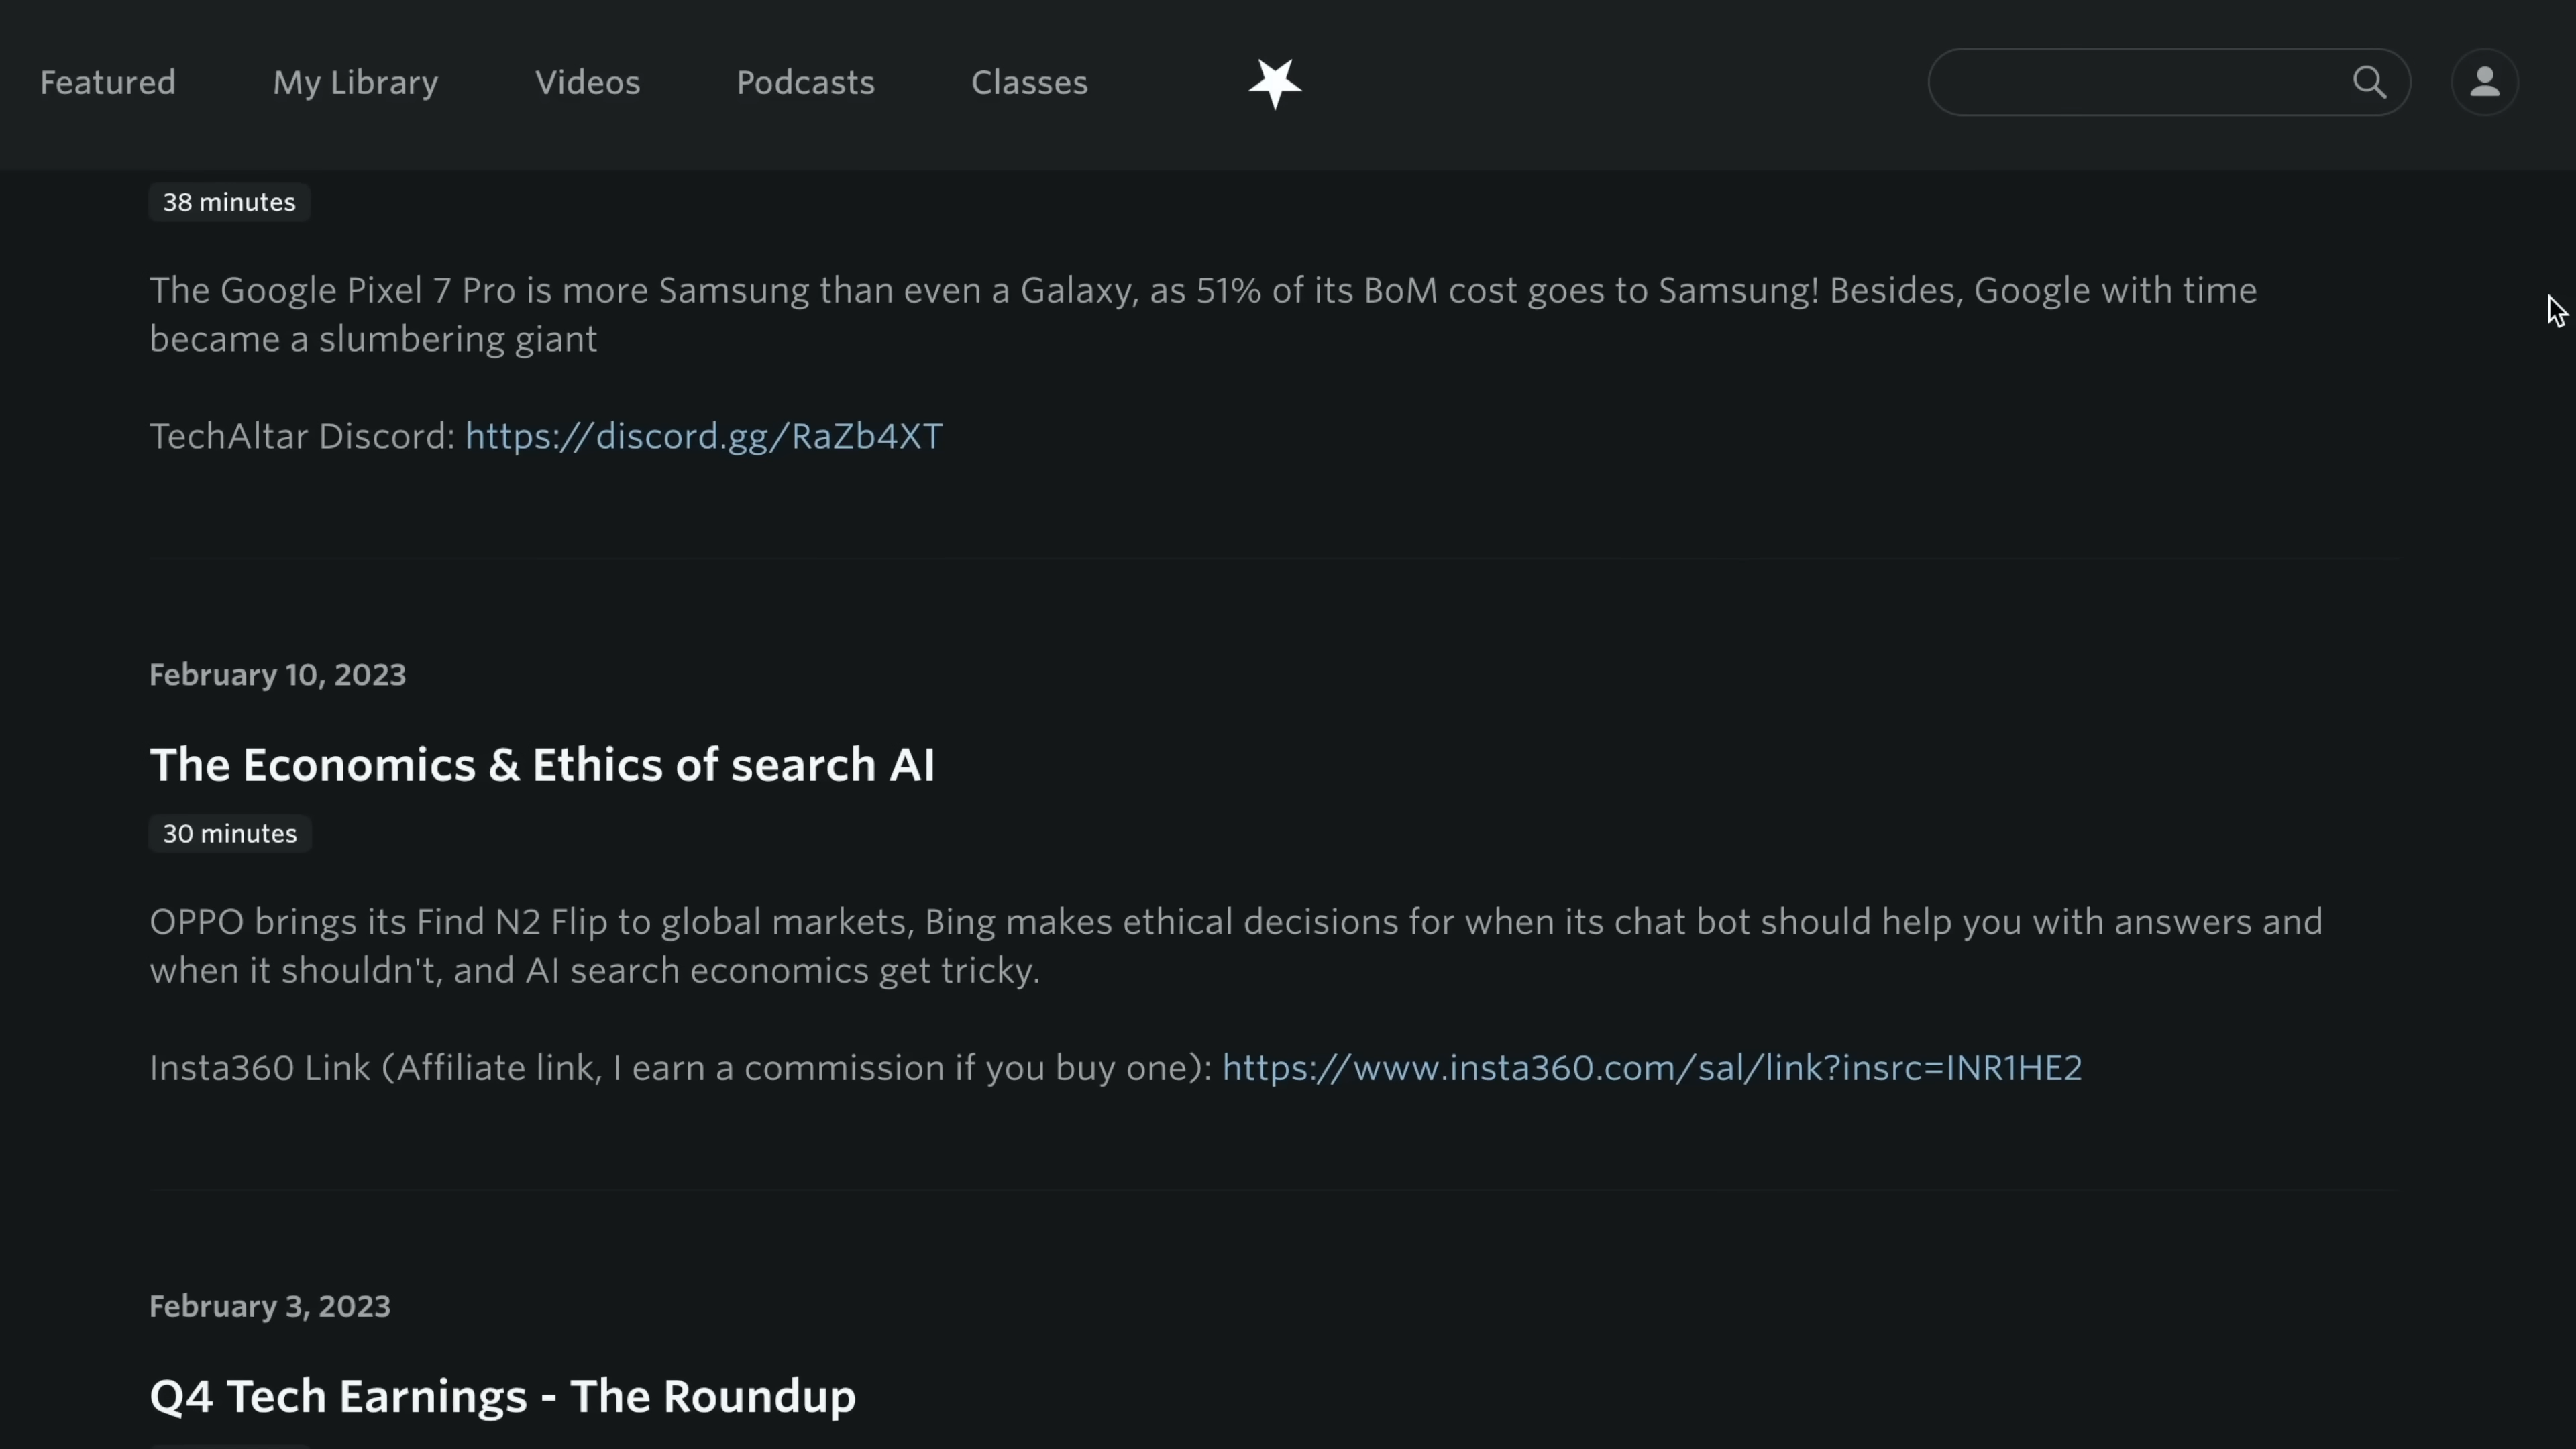 Featured
My Library
Videos
Podcasts
Classes
38 minutes
The Google Pixel 7 Pro is more Samsung than even a Galaxy, as 51% of its BoM cost goes to Samsung! Besides, Google with time
became a slumbering giant
TechAltar Discord: https://discord.gg/RaZb4XT
February 10, 2023
The Economics & Ethics of search AI
30 minutes
OPPO brings its Find N2 Flip to global markets, Bing makes ethical decisions for when its chat bot should help you with answers and
when it shouldn't, and AI search economics get tricky.
Insta360 Link (Affiliate link, I earn a commission if you buy one): https://www.insta360.com/sal/link?insrc=INR1HE2
February 3, 2023
Q4 Tech Earnings - The Roundup